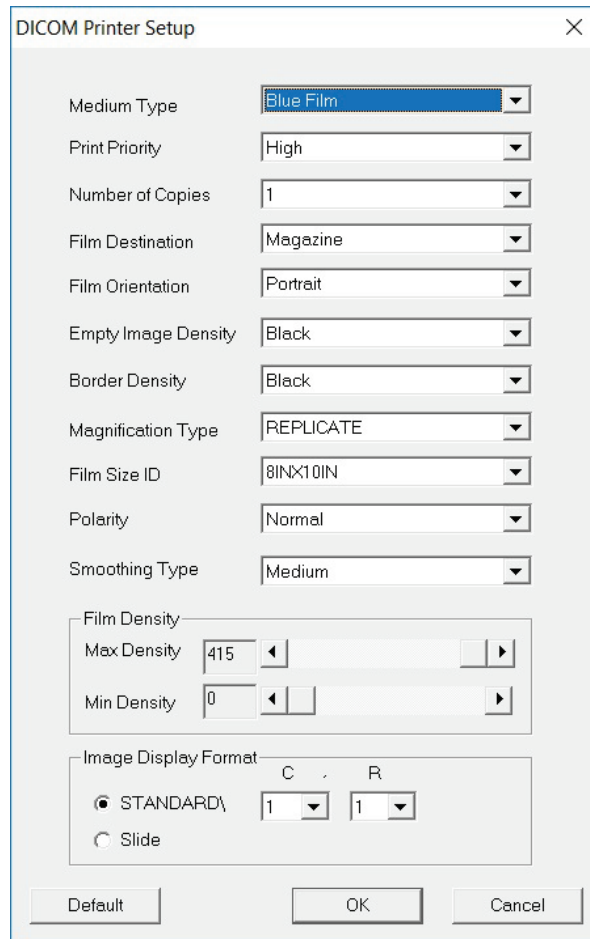 DICOM Printer Setup
Medium Type Blue Film
Print Priority High
Number of Copies 1
Film Destination Magazine
Film Orientation Portrait
Empty Image Density Black
Border Density Black
Magnification Type REPLICATE
Film Size ID 8INX10IN
Polarity Normal
Smoothing Type Medium
Film Density
Max Density 415
Min Density 0
Image Display Format
C , R
STANDARD\ 1 1
Slide
Default OK Cancel